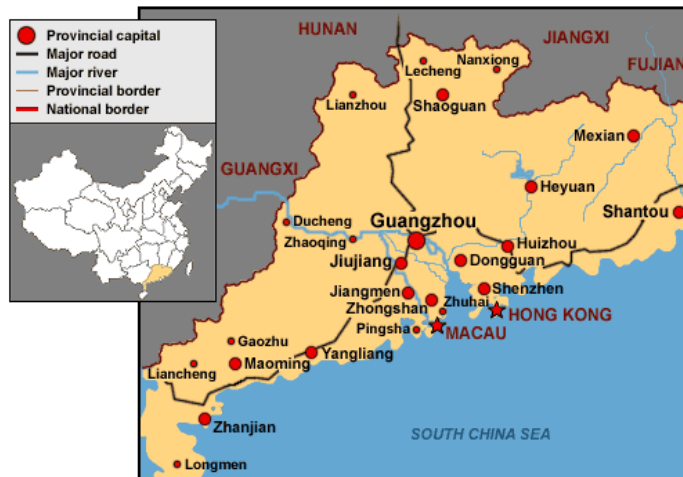 Provincial capital
Major road
Major river
Provincial border
National border
HUNAN
JIANGXI
FUJIAN
GUANGXI
Lecheng
Nanxiong
Lianzhou
Shaoguan
Mexian
Heyuan
Ducheng
Guangzhou
Shantou
Zhaoqing
Huizhou
Jiujiang
Dongguan
Jiangmen
Shenzhen
Zhongshan
Zhuhai
HONG KONG
Pingsha
MACAU
Gaozhu
Yangliang
Liancheng
Maoming
Zhanjian
SOUTH CHINA SEA
Longmen